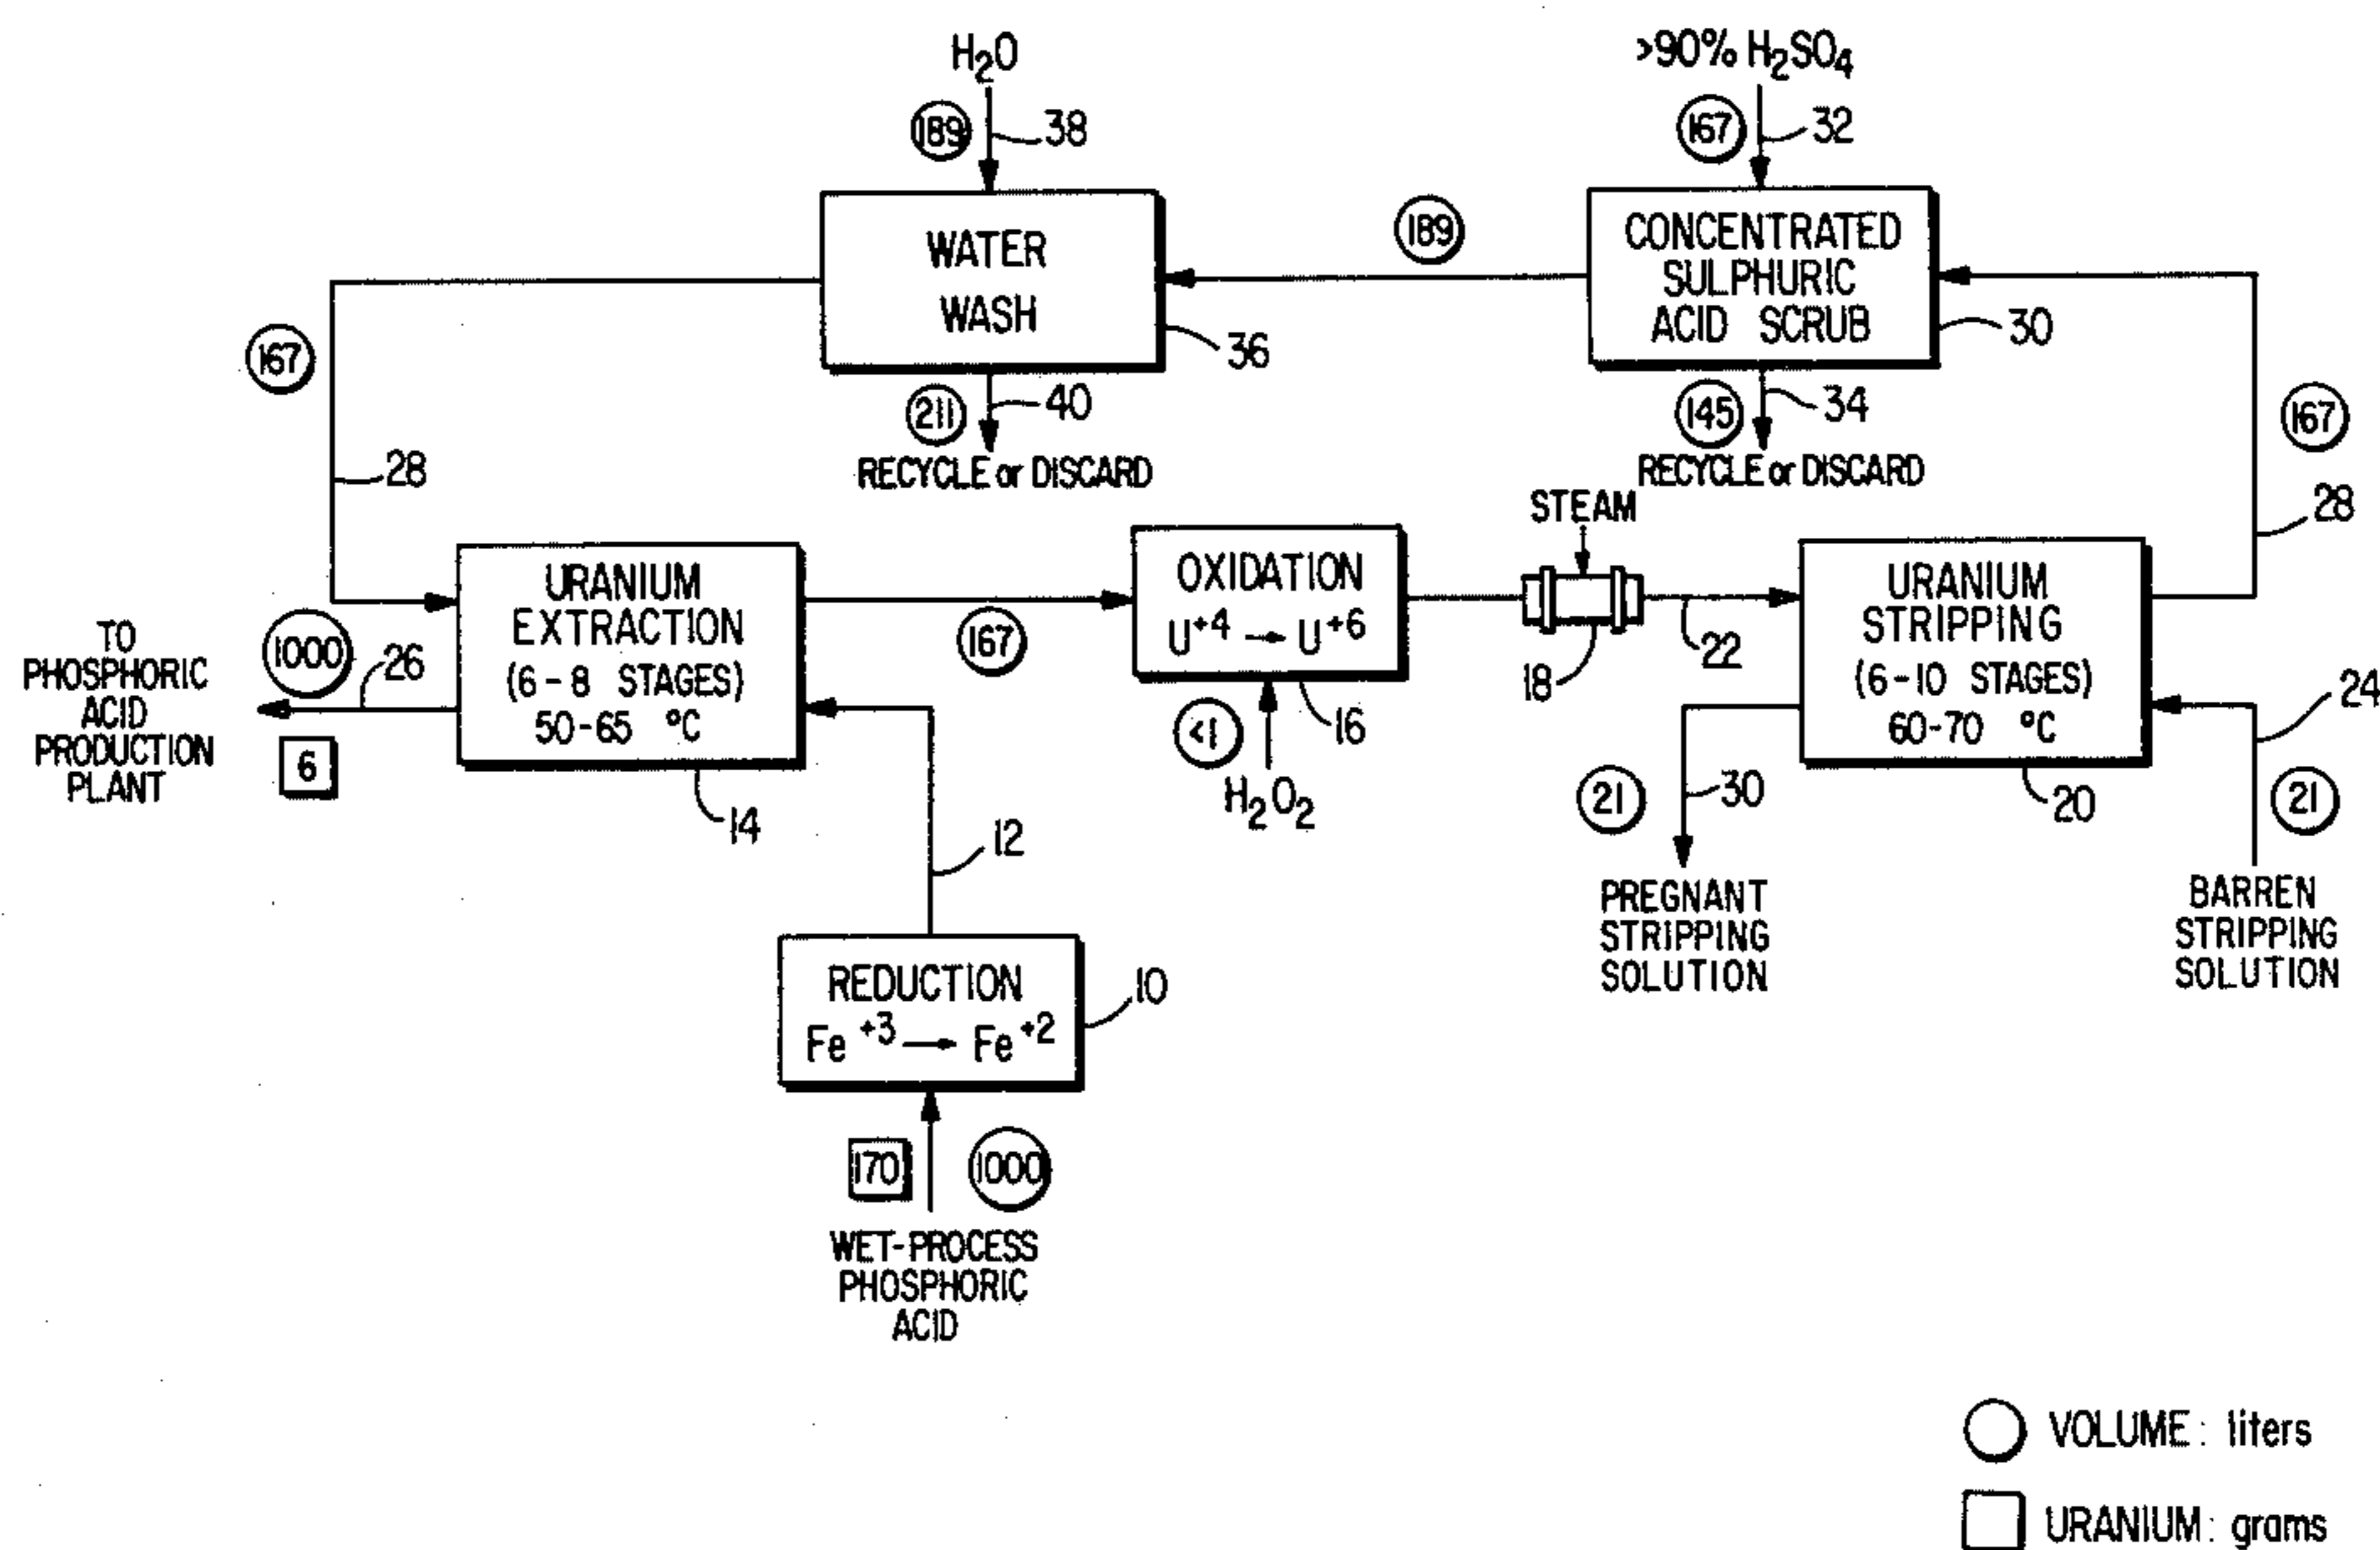 H2O
189
38
WATER
WASH
36
211
40
RECYCLE or DISCARD
189
>90% H2SO4
167
32
CONCENTRATED
SULPHURIC
ACID SCRUB
30
145
34
RECYCLE or DISCARD
167
28
167
28
URANIUM
EXTRACTION
(6-8 STAGES)
50-65 °C
14
TO
PHOSPHORIC
ACID
PRODUCTION
PLANT
1000
26
6
167
OXIDATION
U+4 → U+6
16
<1
H2O2
STEAM
18
22
URANIUM
STRIPPING
(6-10 STAGES)
60-70 °C
20
21
30
PREGNANT
STRIPPING
SOLUTION
24
21
BARREN
STRIPPING
SOLUTION
12
REDUCTION
Fe+3 → Fe+2
10
170
1000
WET-PROCESS
PHOSPHORIC
ACID
VOLUME: liters
URANIUM: grams